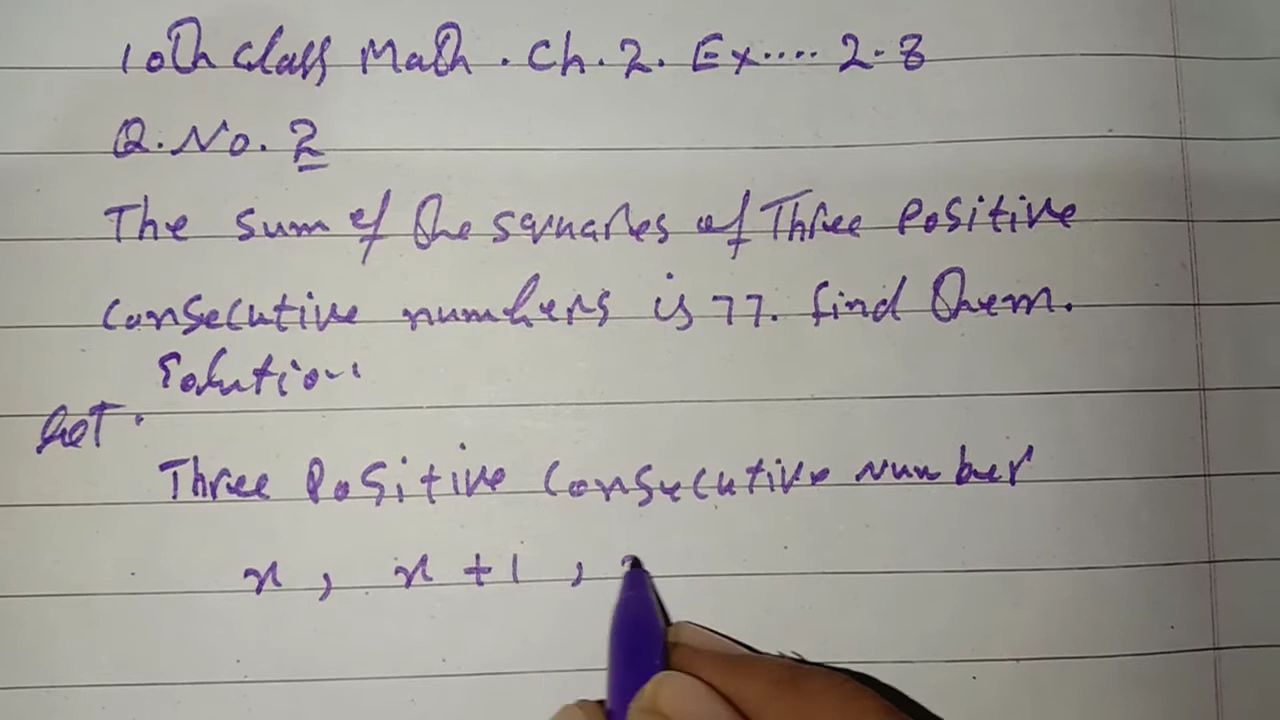 10th class Math. Ch. 2. Ex.... 2.8
Q. No. 2
The sum of the squares of Three Positive
consecutive numbers is 77. find them.
Solution:
Let.
Three Positive Consecutive number
x, x + 1,